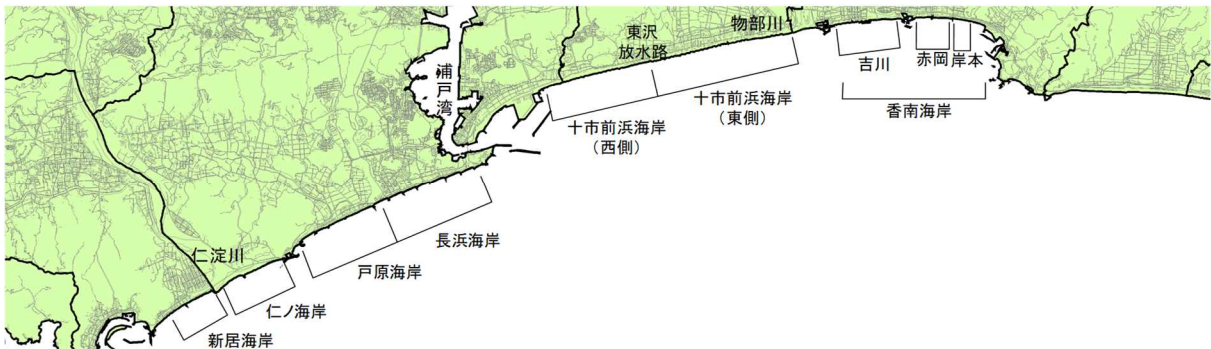 物部川
東沢
放水路
浦戸湾
吉川
赤岡
岸本
香南海岸
十市前浜海岸
（東側）
十市前浜海岸
（西側）
長浜海岸
戸原海岸
仁淀川
仁ノ海岸
新居海岸